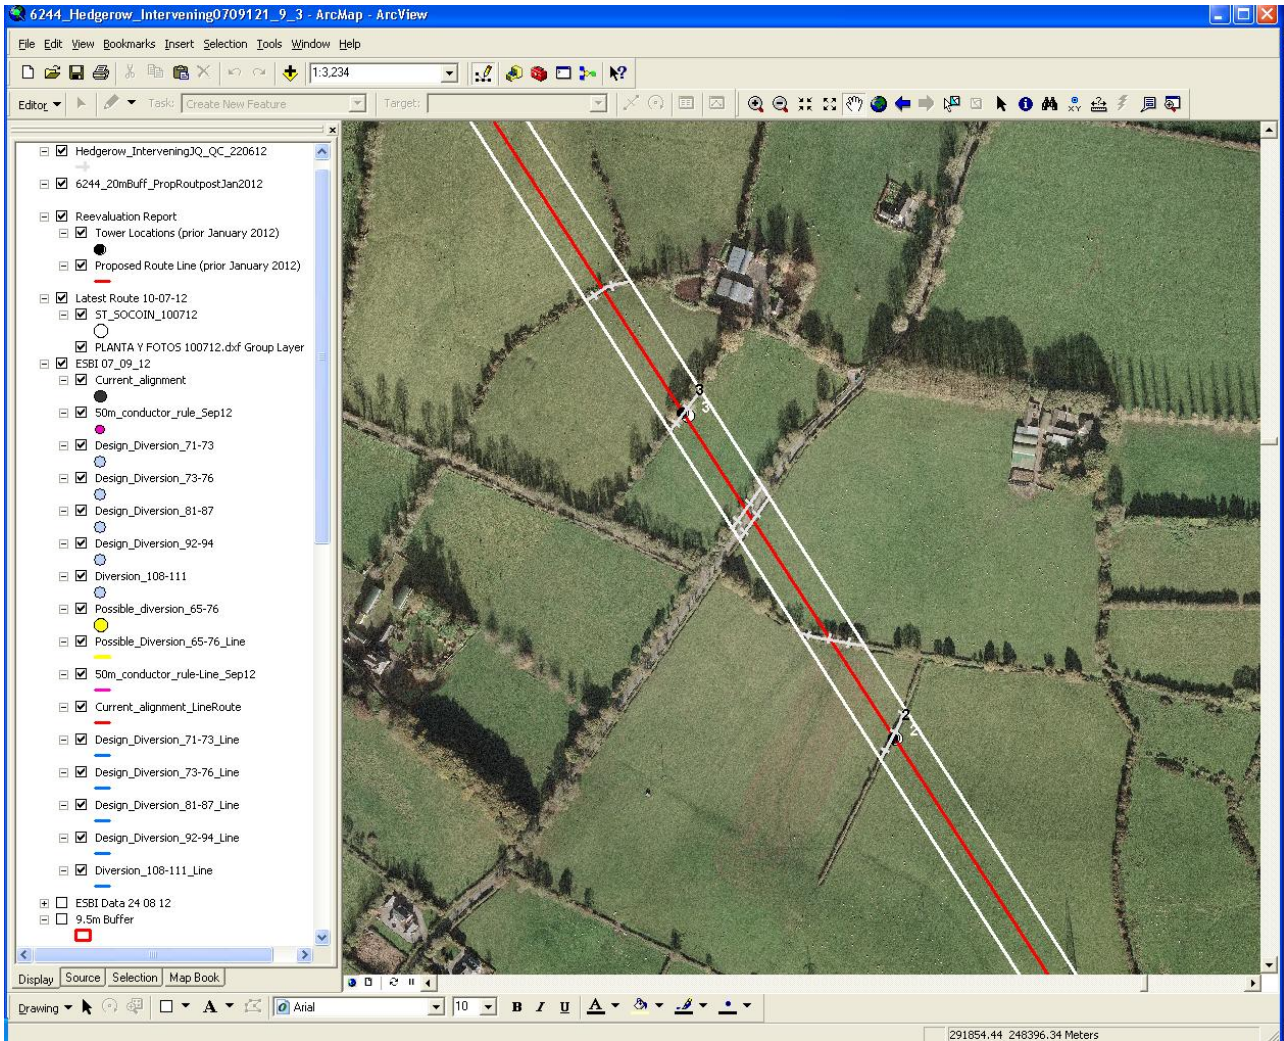 6244_Hedgerow_Intervening0709121_9_3 - ArcMap - ArcView
File Edit View Bookmarks Insert Selection Tools Window Help
1:3,234
Editor Task: Create New Feature Target:
Hedgerow_InterveningJQ_QC_220612
6244_20mBuff_PropRoutpostJan2012
Reevaluation Report
Tower Locations (prior January 2012)
Proposed Route Line (prior January 2012)
Latest Route 10-07-12
ST_SOCOIN_100712
PLANTA Y FOTOS 100712.dxf Group Layer
ESBI 07_09_12
Current_alignment
50m_conductor_rule_Sep12
Design_Diversion_71-73
Design_Diversion_73-76
Design_Diversion_81-87
Design_Diversion_92-94
Diversion_108-111
Possible_diversion_65-76
Possible_Diversion_65-76_Line
50m_conductor_rule-Line_Sep12
Current_alignment_LineRoute
Design_Diversion_71-73_Line
Design_Diversion_73-76_Line
Design_Diversion_81-87_Line
Design_Diversion_92-94_Line
Diversion_108-111_Line
ESBI Data 24 08 12
9.5m Buffer
3
3
2
2
Display Source Selection Map Book
Drawing A Arial 10 B I U A
291854.44 248396.34 Meters